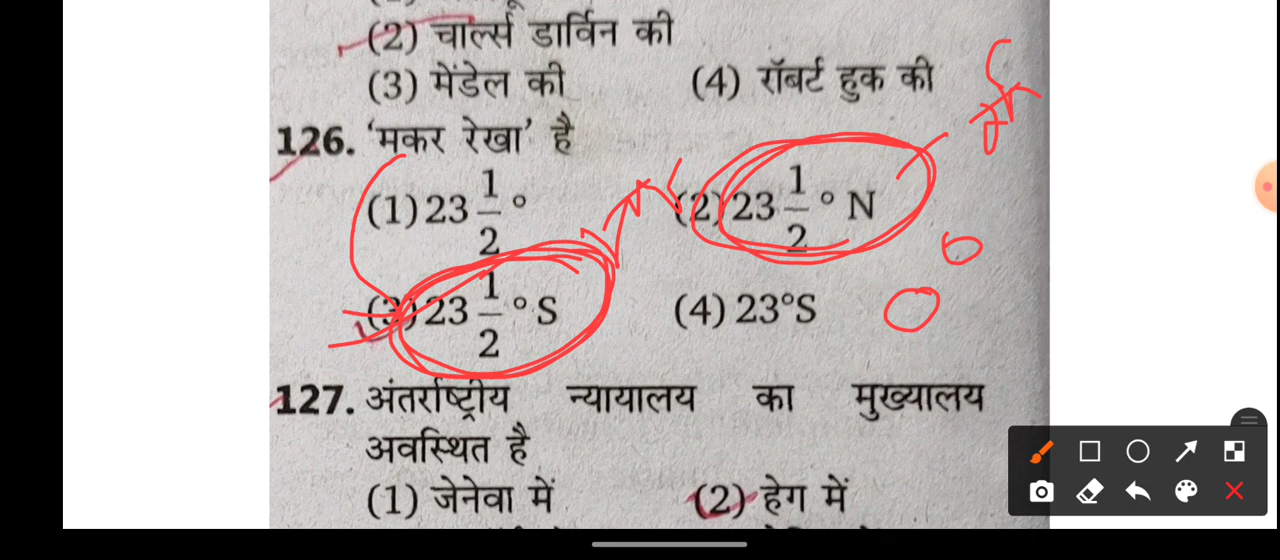 (2) चार्ल्स डार्विन की
(3) मेंडेल की (4) रॉबर्ट हुक की
126. ‘मकर रेखा’ है
(1) 23 1/2 ° (2) 23 1/2 ° N
(3) 23 1/2 ° S (4) 23°S
127. अंतर्राष्ट्रीय न्यायालय का मुख्यालय
अवस्थित है
(1) जेनेवा में (2) हेग में